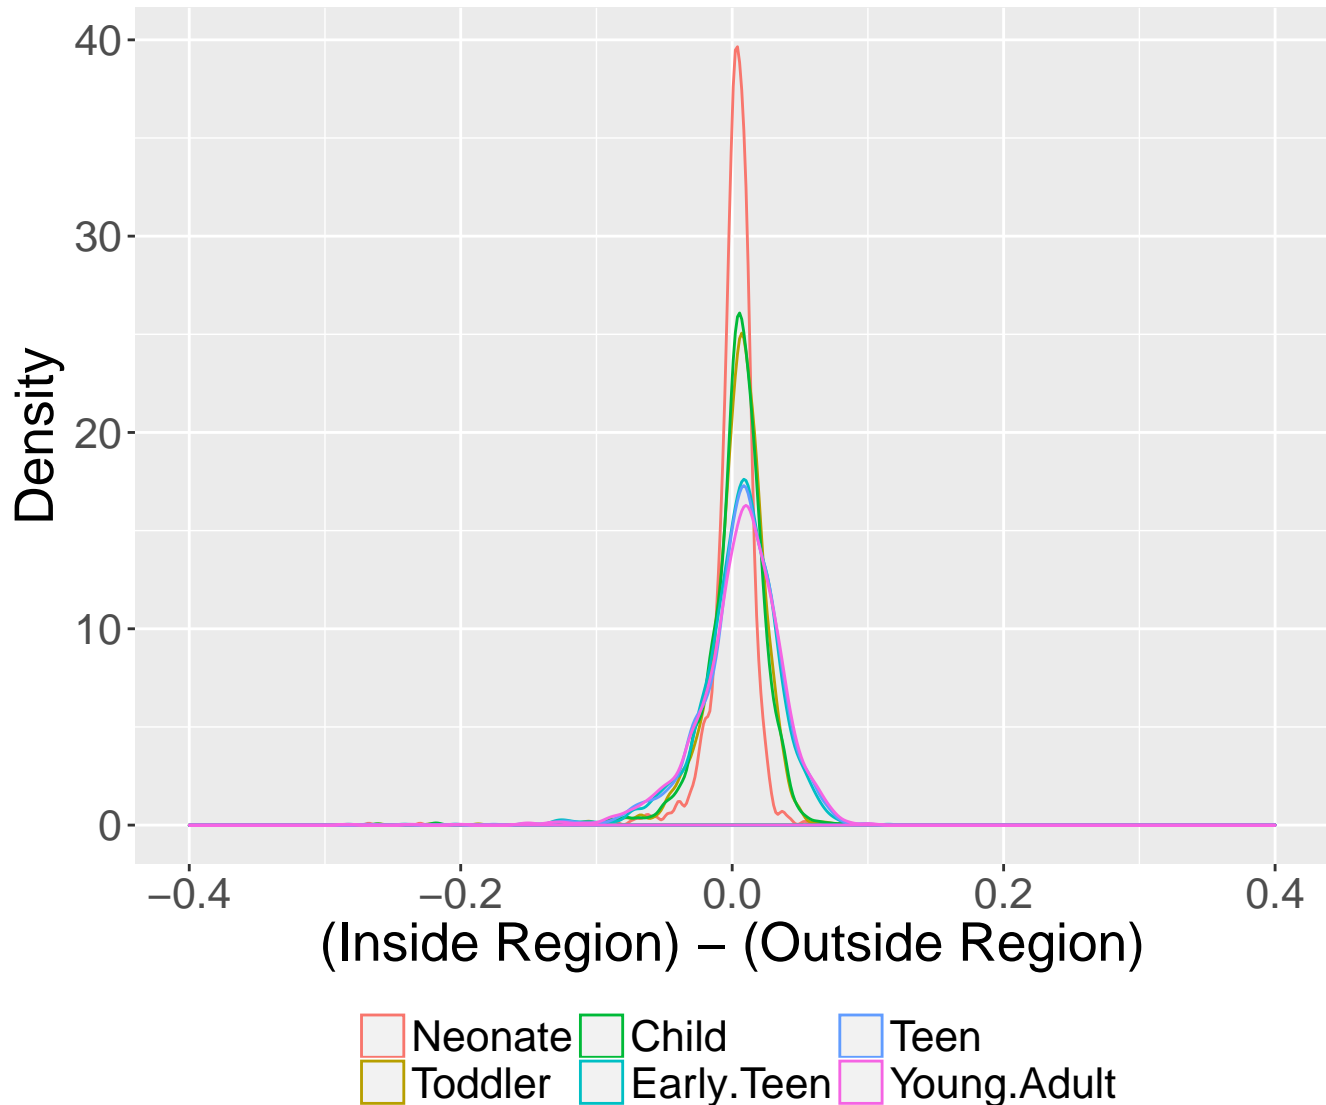 40
30
20
10
0
Density
−0.4 −0.2 0.0 0.2 0.4
(Inside Region) − (Outside Region)
Neonate Child Teen
Toddler Early.Teen Young.Adult